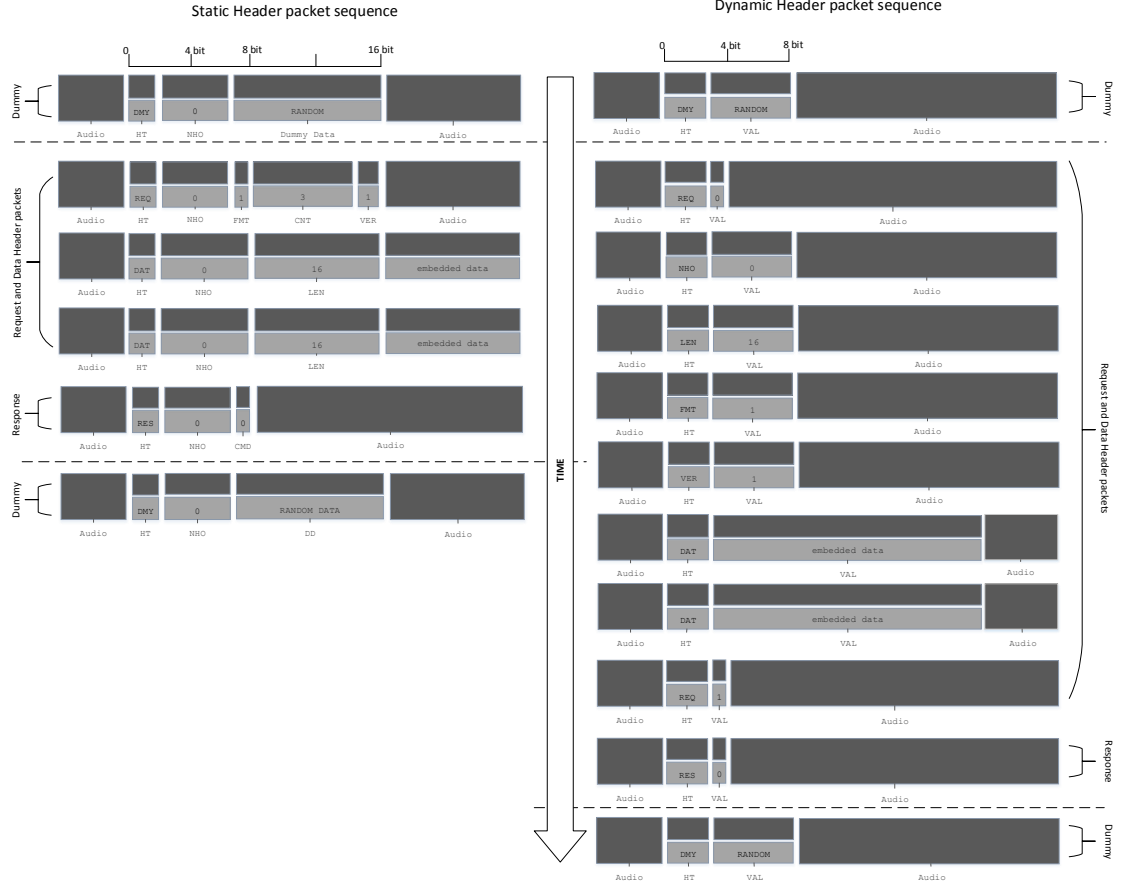 Static Header packet sequence
0 4 bit 8 bit 16 bit
Dummy
DMY 0 RANDOM
Audio HT NHO Dummy Data Audio
Request and Data Header packets
REQ 0 1 3 1
Audio HT NHO FMT CNT VER Audio
DAT 0 16 embedded data
Audio HT NHO LEN
DAT 0 16 embedded data
Audio HT NHO LEN
Response
RES 0 0
Audio HT NHO CMD Audio
Dummy
DMY 0 RANDOM DATA
Audio HT NHO DD Audio
TIME
Dynamic Header packet sequence
0 4 bit 8 bit
Dummy
DMY RANDOM
Audio HT VAL Audio
Request and Data Header packets
REQ 0
Audio HT VAL Audio
NHO 0
Audio HT VAL Audio
LEN 16
Audio HT VAL Audio
FMT 1
Audio HT VAL Audio
VER 1
Audio HT VAL Audio
DAT embedded data
Audio HT VAL Audio
DAT embedded data
Audio HT VAL Audio
REQ 1
Audio HT VAL Audio
Response
RES 0
Audio HT VAL Audio
Dummy
DMY RANDOM
Audio HT VAL Audio